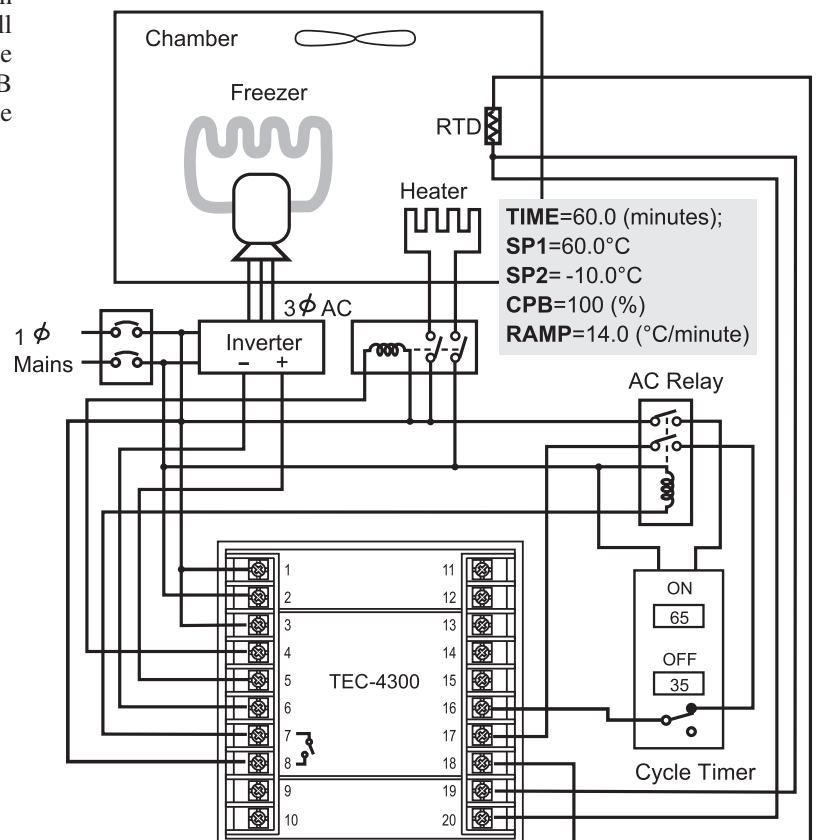 ll
e
B
e
Chamber
Freezer
RTD
Heater
TIME=60.0 (minutes);
SP1=60.0°C
SP2= -10.0°C
CPB=100 (%)
RAMP=14.0 (°C/minute)
3ϕ AC
1 ϕ
Mains
Inverter
− +
AC Relay
ON
65
OFF
35
Cycle Timer
TEC-4300
1
2
3
4
5
6
7
8
9
10
11
12
13
14
15
16
17
18
19
20